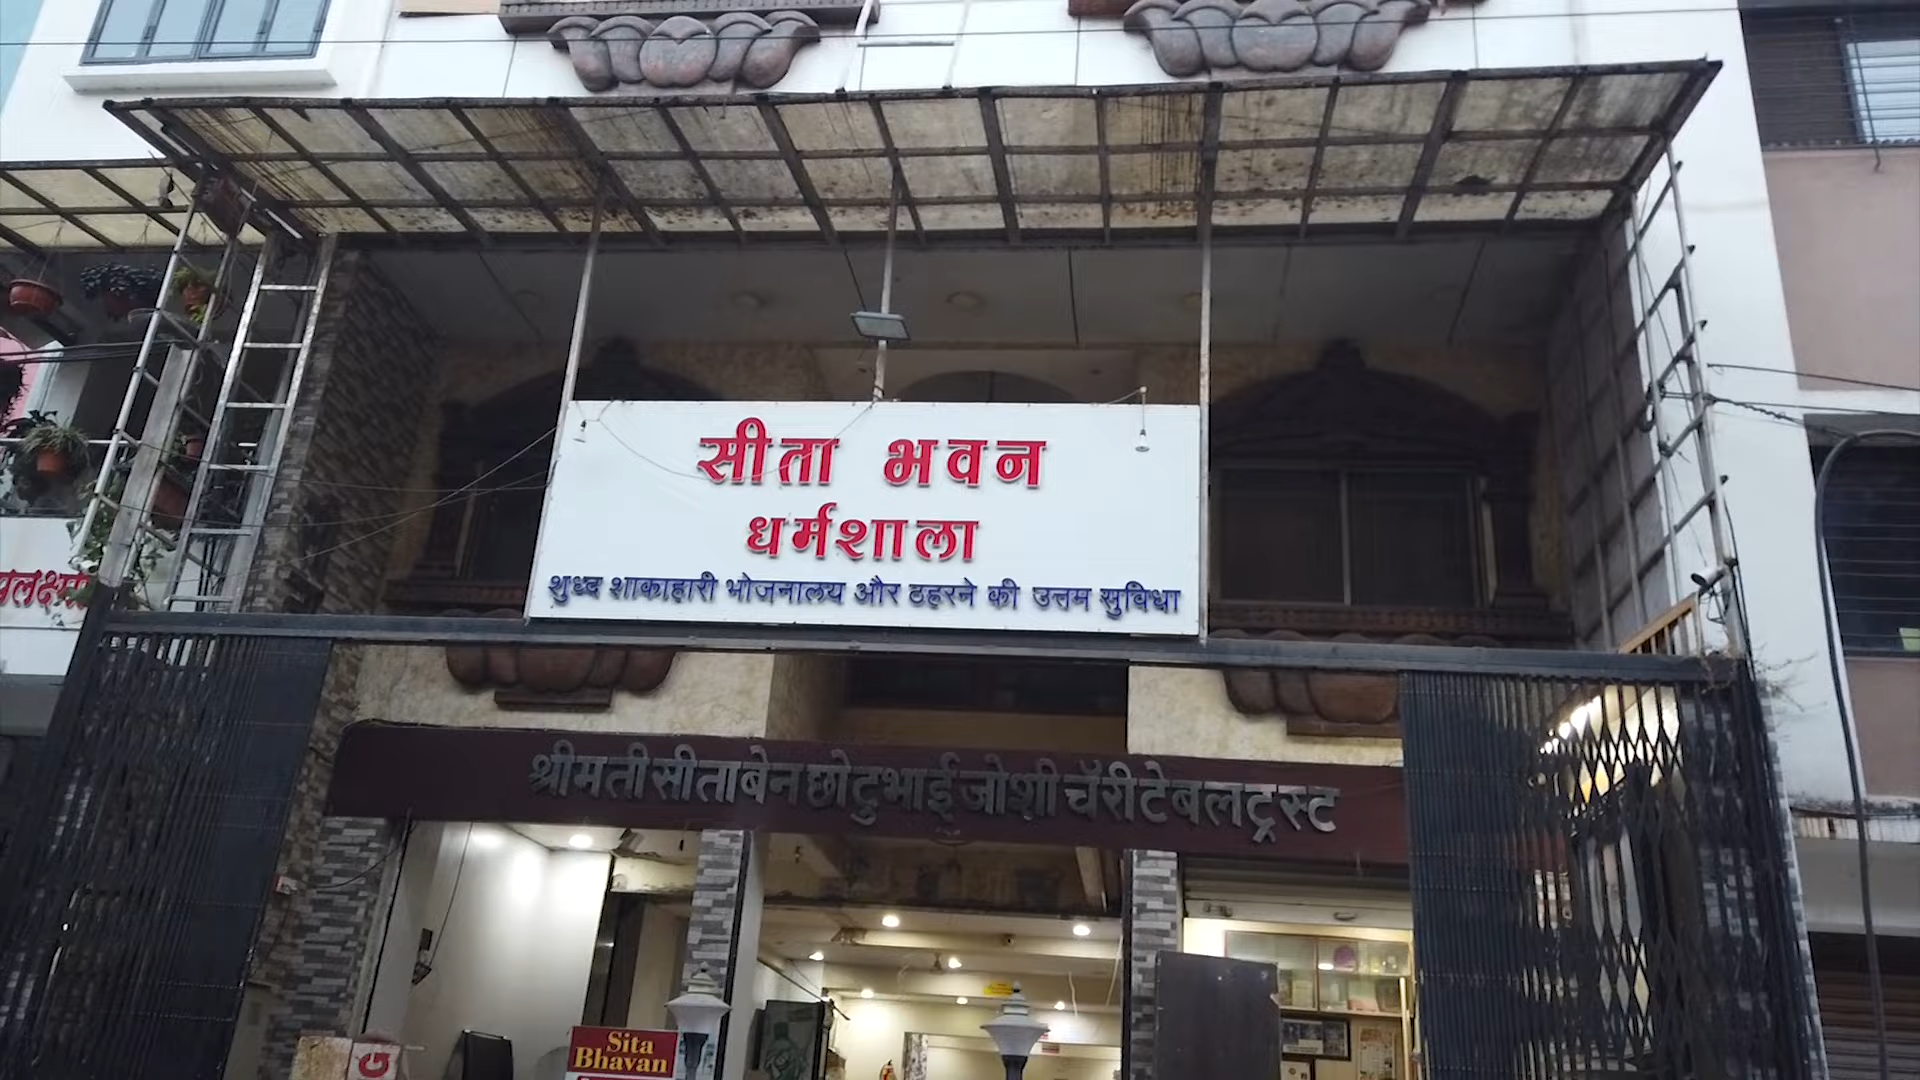 सीता भवन
धर्मशाला
शुध्द शाकाहारी भोजनालय और ठहरने की उत्तम सुविधा
श्रीमती सीताबेन छोटुभाई जोशी चॅरीटेबल ट्रस्ट
Sita
Bhavan
G